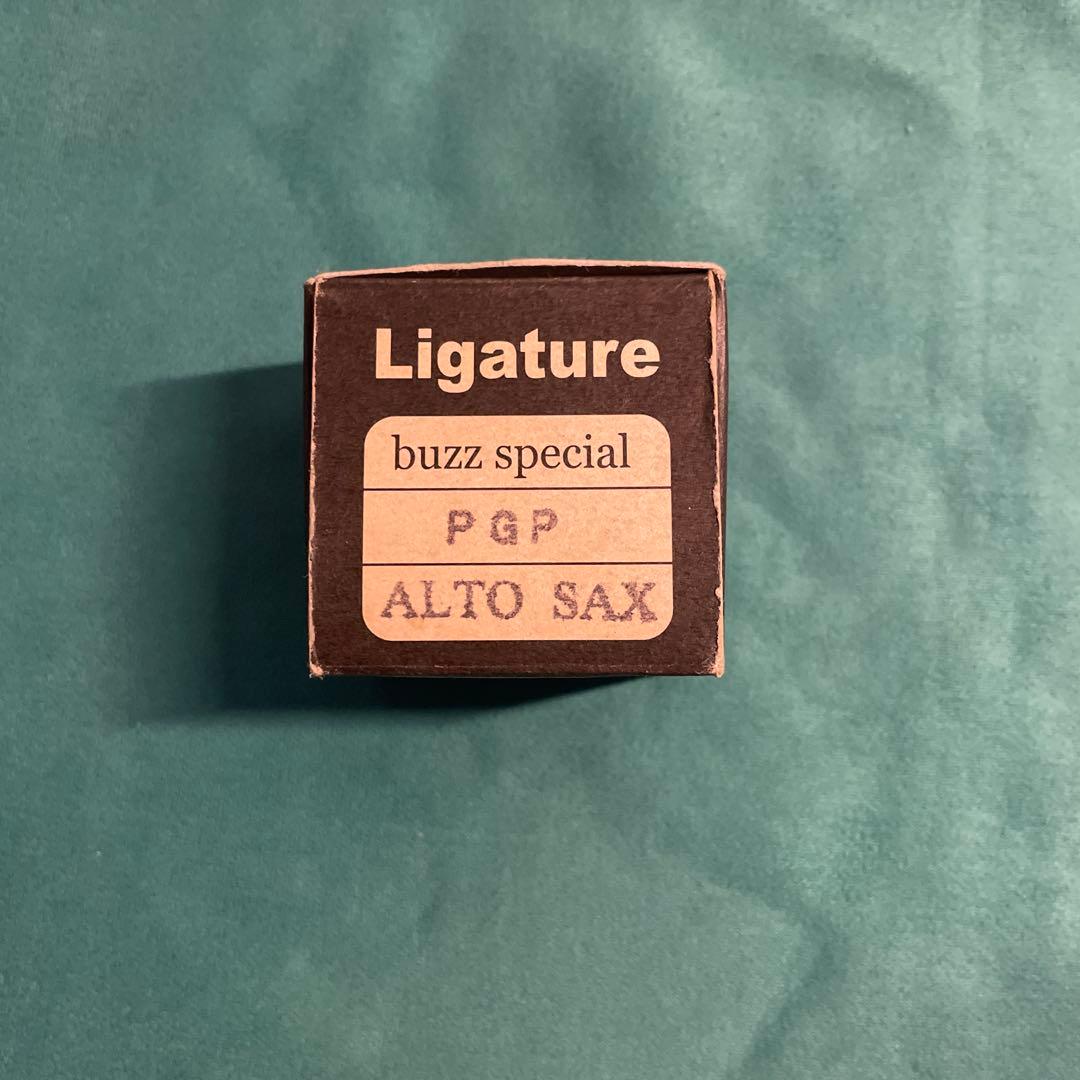 Ligature
buzz special
PGP
ALTO SAX